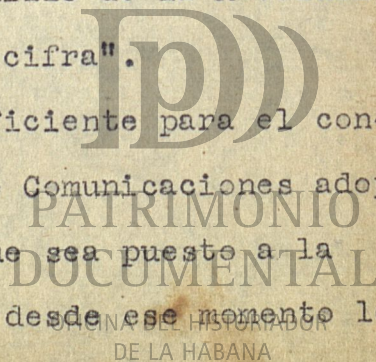 cifra".
ficiente para el con
Comunicaciones ado
e sea puesto a la
desde ese momento l
PATRIMONIO
DOCUMENTAL
OFICINA DEL HISTORIADOR
DE LA HABANA